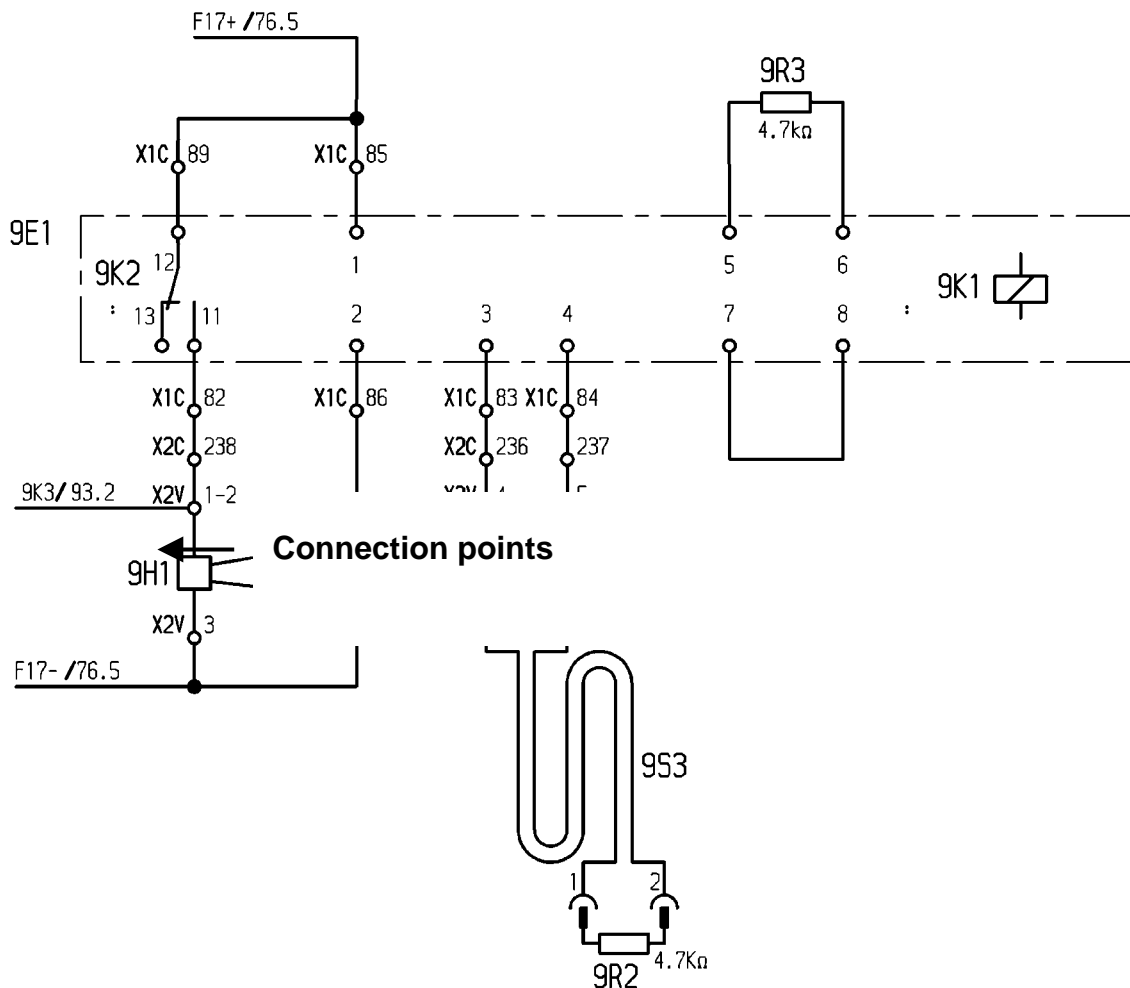 F17+ /76.5
9R3
4.7kΩ
X1C 89
X1C 85
9E1
12
1
5
6
9K2
9K1
:
13
11
2
3
4
7
8
:
X1C 82
X1C 86
X1C 83
X1C 84
X2C 238
X2C 236
237
9K3/93.2
X2V 1-2
Connection points
9H1
X2V 3
F17- /76.5
9S3
1
2
4.7KΩ
9R2